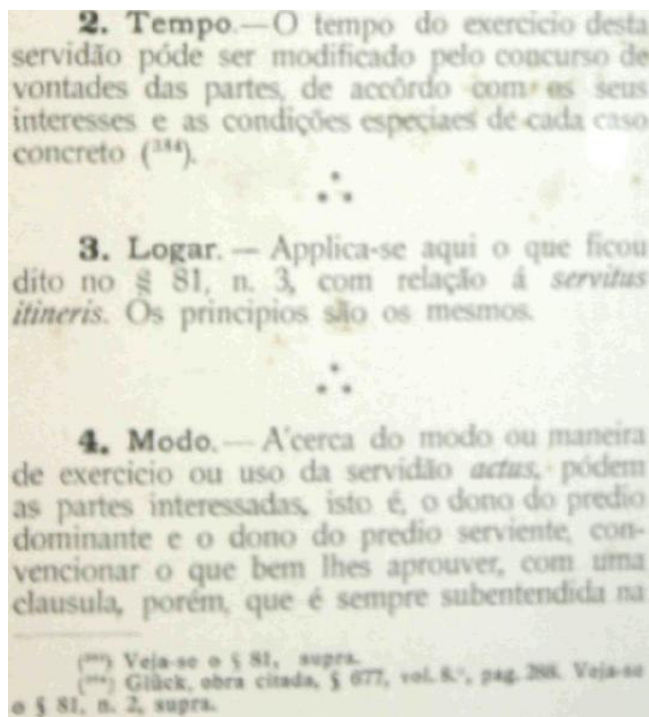 2. Tempo.—O tempo do exercicio desta
servidão póde ser modificado pelo concurso de
vontades das partes, de accôrdo com os seus
interesses e as condições especiaes de cada caso
concreto (³⁸⁴).
3. Logar. — Applica-se aqui o que ficou
dito no § 81, n. 3, com relação á servitus
itineris. Os principios são os mesmos.
4. Modo.—A'cerca do modo ou maneira
de exercicio ou uso da servidão actus, pódem
as partes interessadas, isto é, o dono do predio
dominante e o dono do predio serviente, con-
vencionar o que bem lhes aprouver, com uma
clausula, porém, que é sempre subentendida na
Veja-se o § 81, supra.
Glück, obra citada, § 677, vol. 8.º, pag. 288. Veja-se
o § 81, n. 2, supra.